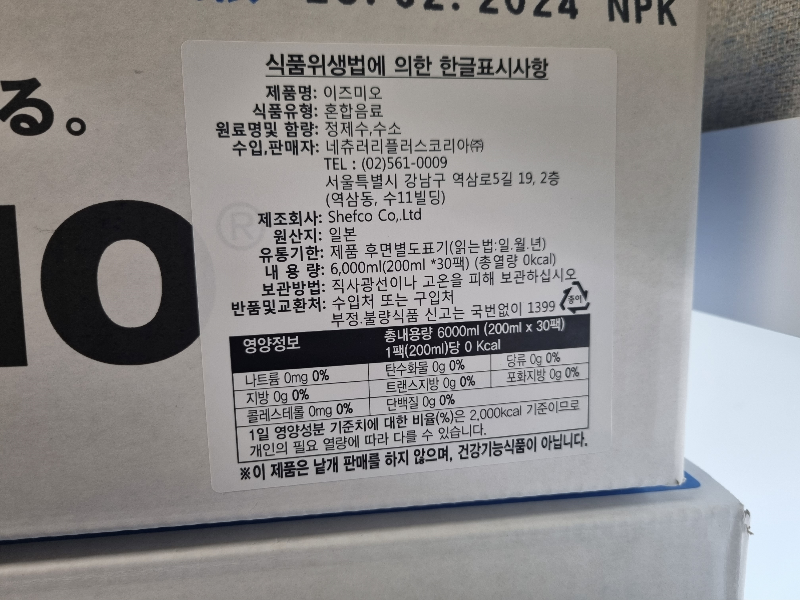 02. 2024 NPK
る。
®
식품위생법에 의한 한글표시사항
제품명: 이즈미오
식품유형: 혼합음료
원료명및 함량: 정제수,수소
수입,판매자: 네츄러리플러스코리아㈜
TEL : (02)561-0009
서울특별시 강남구 역삼로5길 19, 2층
(역삼동, 수11빌딩)
제조회사: Shefco Co,.Ltd
원산지: 일본
유통기한: 제품 후면별도표기(읽는법:일.월.년)
내 용 량: 6,000ml(200ml *30팩) (총열량 0kcal)
보관방법: 직사광선이나 고온을 피해 보관하십시오
반품및교환처: 수입처 또는 구입처
부정.불량식품 신고는 국번없이 1399
종이
영양정보
총내용량 6000ml (200ml x 30팩)
1팩(200ml)당 0 Kcal
나트륨 0mg 0% 탄수화물 0g 0% 당류 0g 0%
지방 0g 0% 트랜스지방 0g 0% 포화지방 0g 0%
콜레스테롤 0mg 0% 단백질 0g 0%
1일 영양성분 기준치에 대한 비율(%)은 2,000kcal 기준이므로
개인의 필요 열량에 따라 다를 수 있습니다.
※이 제품은 낱개 판매를 하지 않으며, 건강기능식품이 아닙니다.